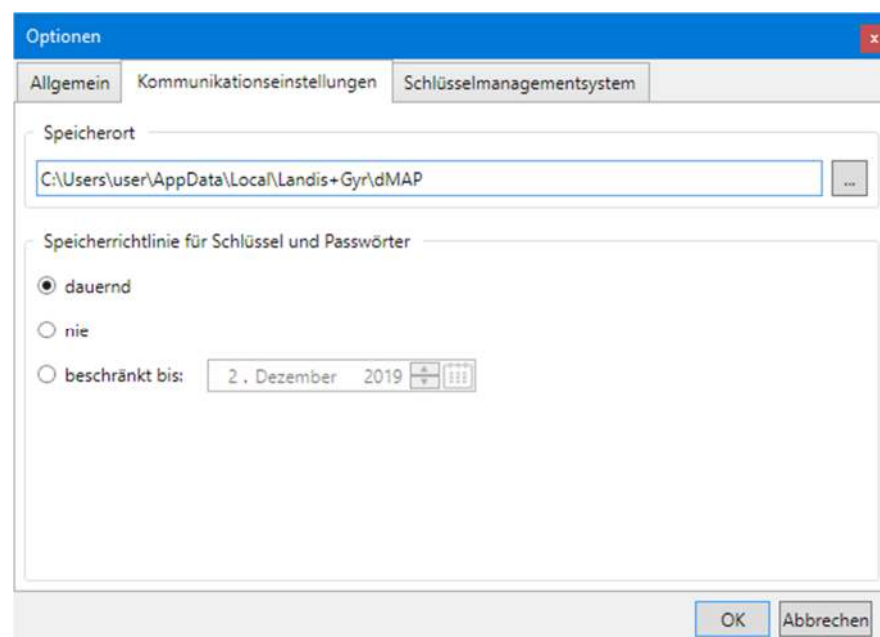 Optionen
x
Allgemein Kommunikationseinstellungen Schlüsselmanagementsystem
Speicherort
C:\Users\user\AppData\Local\Landis+Gyr\dMAP ...
Speicherrichtlinie für Schlüssel und Passwörter
dauernd
nie
beschränkt bis: 2 . Dezember 2019
OK Abbrechen